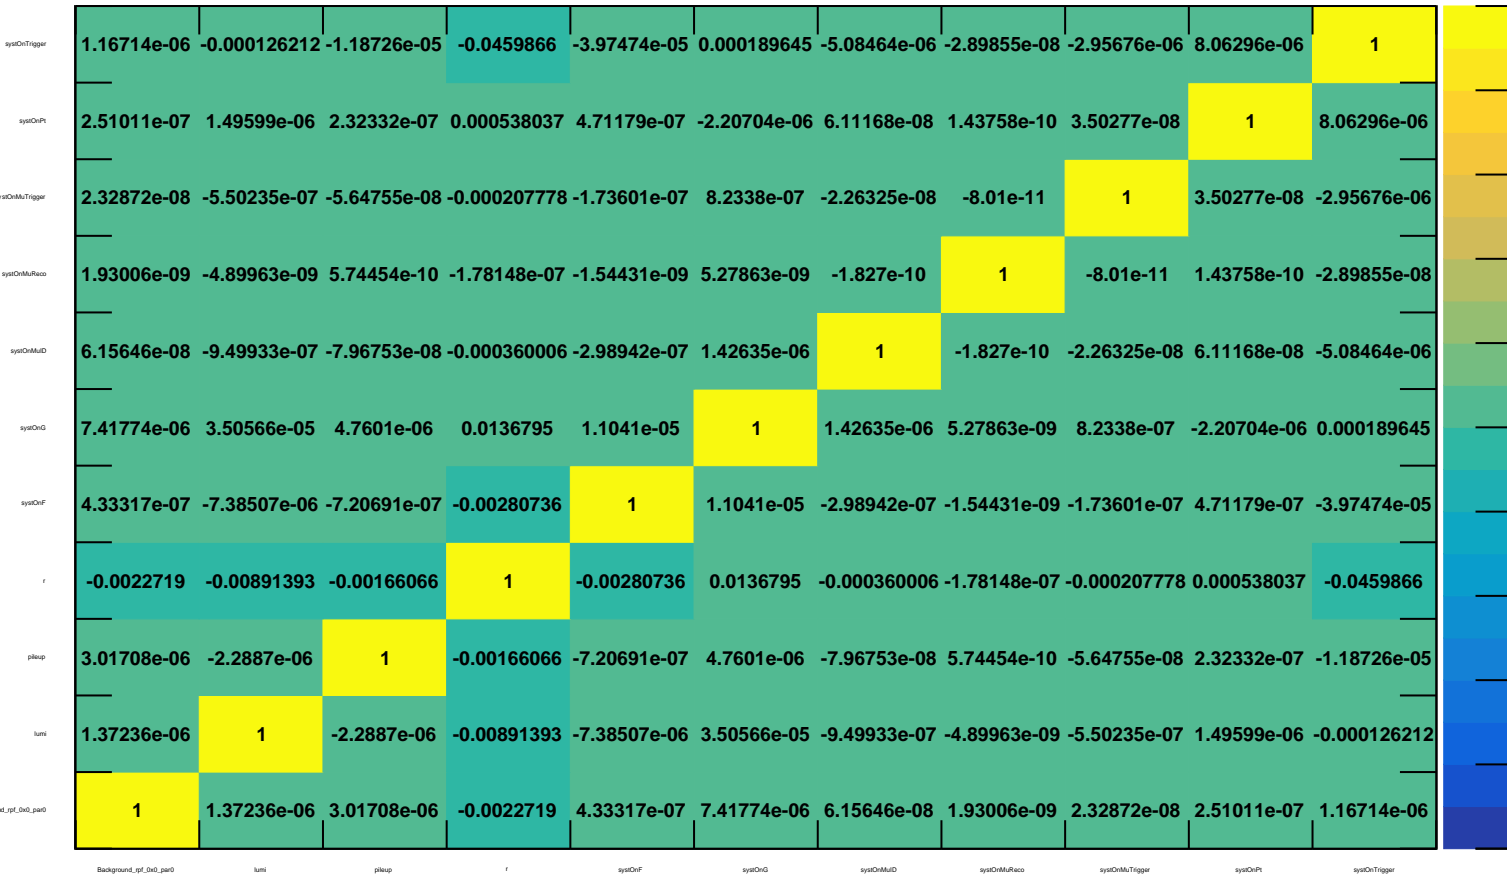 systOnTrigger 1.16714e-06 -0.000126212 -1.18726e-05 -0.0459866 -3.97474e-05 0.000189645 -5.08464e-06 -2.89855e-08 -2.95676e-06 8.06296e-06 1
systOnPt 2.51011e-07 1.49599e-06 2.32332e-07 0.000538037 4.71179e-07 -2.20704e-06 6.11168e-08 1.43758e-10 3.50277e-08 1 8.06296e-06
stOnMuTrigger 2.32872e-08 -5.50235e-07 -5.64755e-08 -0.000207778 -1.73601e-07 8.2338e-07 -2.26325e-08 -8.01e-11 1 3.50277e-08 -2.95676e-06
systOnMuReco 1.93006e-09 -4.89963e-09 5.74454e-10 -1.78148e-07 -1.54431e-09 5.27863e-09 -1.827e-10 1 -8.01e-11 1.43758e-10 -2.89855e-08
systOnMuID 6.15646e-08 -9.49933e-07 -7.96753e-08 -0.000360006 -2.98942e-07 1.42635e-06 1 -1.827e-10 -2.26325e-08 6.11168e-08 -5.08464e-06
systOnG 7.41774e-06 3.50566e-05 4.7601e-06 0.0136795 1.1041e-05 1 1.42635e-06 5.27863e-09 8.2338e-07 -2.20704e-06 0.000189645
systOnF 4.33317e-07 -7.38507e-06 -7.20691e-07 -0.00280736 1 1.1041e-05 -2.98942e-07 -1.54431e-09 -1.73601e-07 4.71179e-07 -3.97474e-05
r -0.0022719 -0.00891393 -0.00166066 1 -0.00280736 0.0136795 -0.000360006 -1.78148e-07 -0.000207778 0.000538037 -0.0459866
pileup 3.01708e-06 -2.2887e-06 1 -0.00166066 -7.20691e-07 4.7601e-06 -7.96753e-08 5.74454e-10 -5.64755e-08 2.32332e-07 -1.18726e-05
lumi 1.37236e-06 1 -2.2887e-06 -0.00891393 -7.38507e-06 3.50566e-05 -9.49933e-07 -4.89963e-09 -5.50235e-07 1.49599e-06 -0.000126212
d_rpf_0x0_par0 1 1.37236e-06 3.01708e-06 -0.0022719 4.33317e-07 7.41774e-06 6.15646e-08 1.93006e-09 2.32872e-08 2.51011e-07 1.16714e-06
Background_rpf_0x0_par0 lumi pileup r systOnF systOnG systOnMuID systOnMuReco systOnMuTrigger systOnPt systOnTrigger